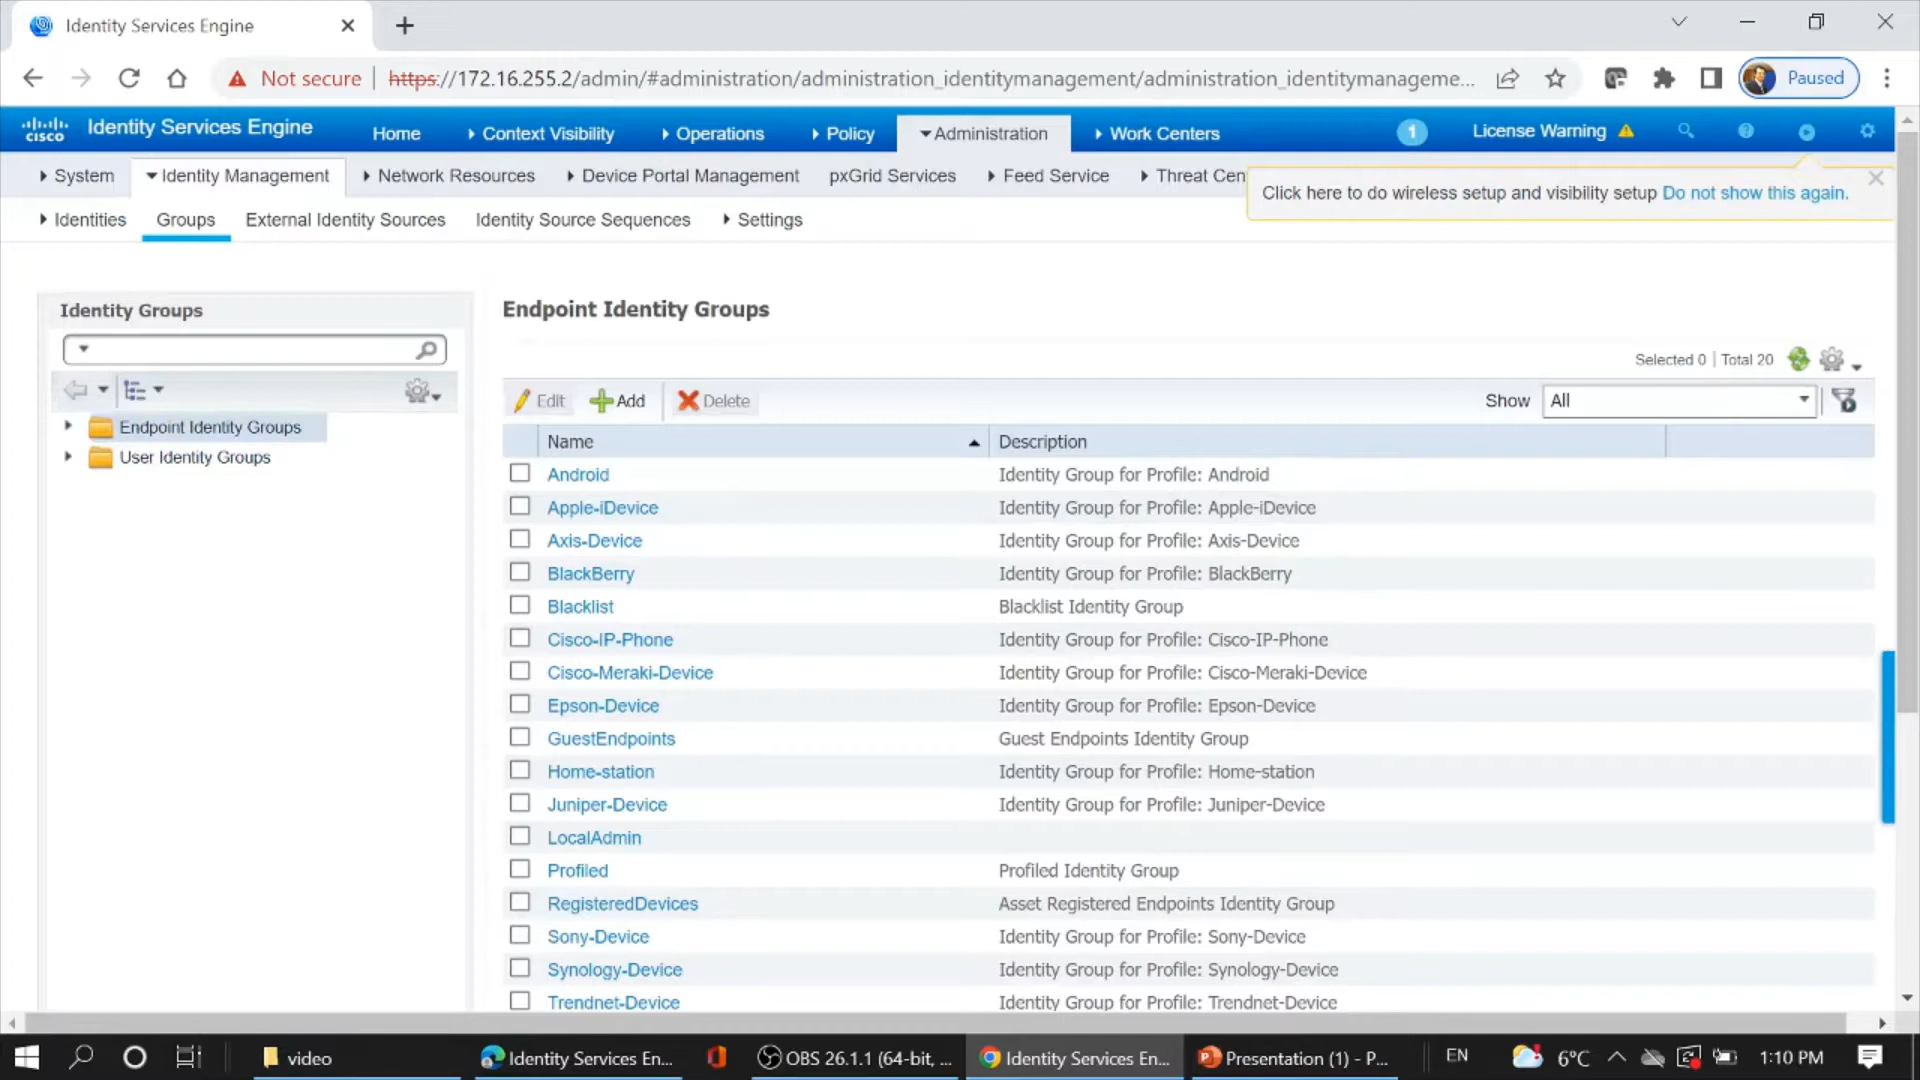 Identity Services Engine
Not secure https://172.16.255.2/admin/#administration/administration_identitymanagement/administration_identitymanageme... Paused
cisco Identity Services Engine Home Context Visibility Operations Policy Administration Work Centers 1 License Warning
System Identity Management Network Resources Device Portal Management pxGrid Services Feed Service Threat Cen
Click here to do wireless setup and visibility setup Do not show this again.
Identities Groups External Identity Sources Identity Source Sequences Settings
Identity Groups
Endpoint Identity Groups
User Identity Groups
Endpoint Identity Groups
Selected 0 | Total 20
Edit Add Delete Show All
Name Description
Android Identity Group for Profile: Android
Apple-iDevice Identity Group for Profile: Apple-iDevice
Axis-Device Identity Group for Profile: Axis-Device
BlackBerry Identity Group for Profile: BlackBerry
Blacklist Blacklist Identity Group
Cisco-IP-Phone Identity Group for Profile: Cisco-IP-Phone
Cisco-Meraki-Device Identity Group for Profile: Cisco-Meraki-Device
Epson-Device Identity Group for Profile: Epson-Device
GuestEndpoints Guest Endpoints Identity Group
Home-station Identity Group for Profile: Home-station
Juniper-Device Identity Group for Profile: Juniper-Device
LocalAdmin
Profiled Profiled Identity Group
RegisteredDevices Asset Registered Endpoints Identity Group
Sony-Device Identity Group for Profile: Sony-Device
Synology-Device Identity Group for Profile: Synology-Device
Trendnet-Device Identity Group for Profile: Trendnet-Device
video Identity Services En... OBS 26.1.1 (64-bit, ... Identity Services En... Presentation (1) - P... EN 6°C 1:10 PM